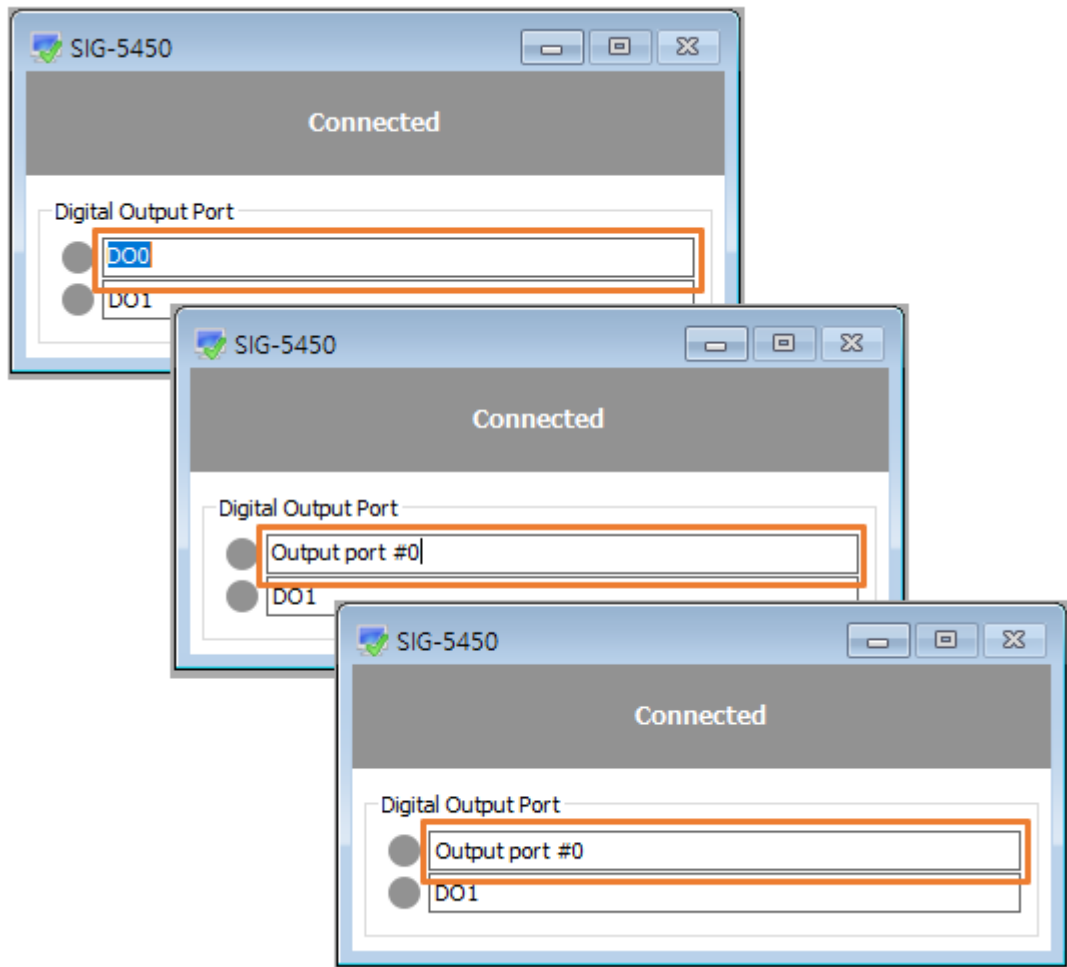 SIG-5450
Connected
Digital Output Port
DO0
DO1
SIG-5450
Connected
Digital Output Port
Output port #0
DO1
SIG-5450
Connected
Digital Output Port
Output port #0
DO1